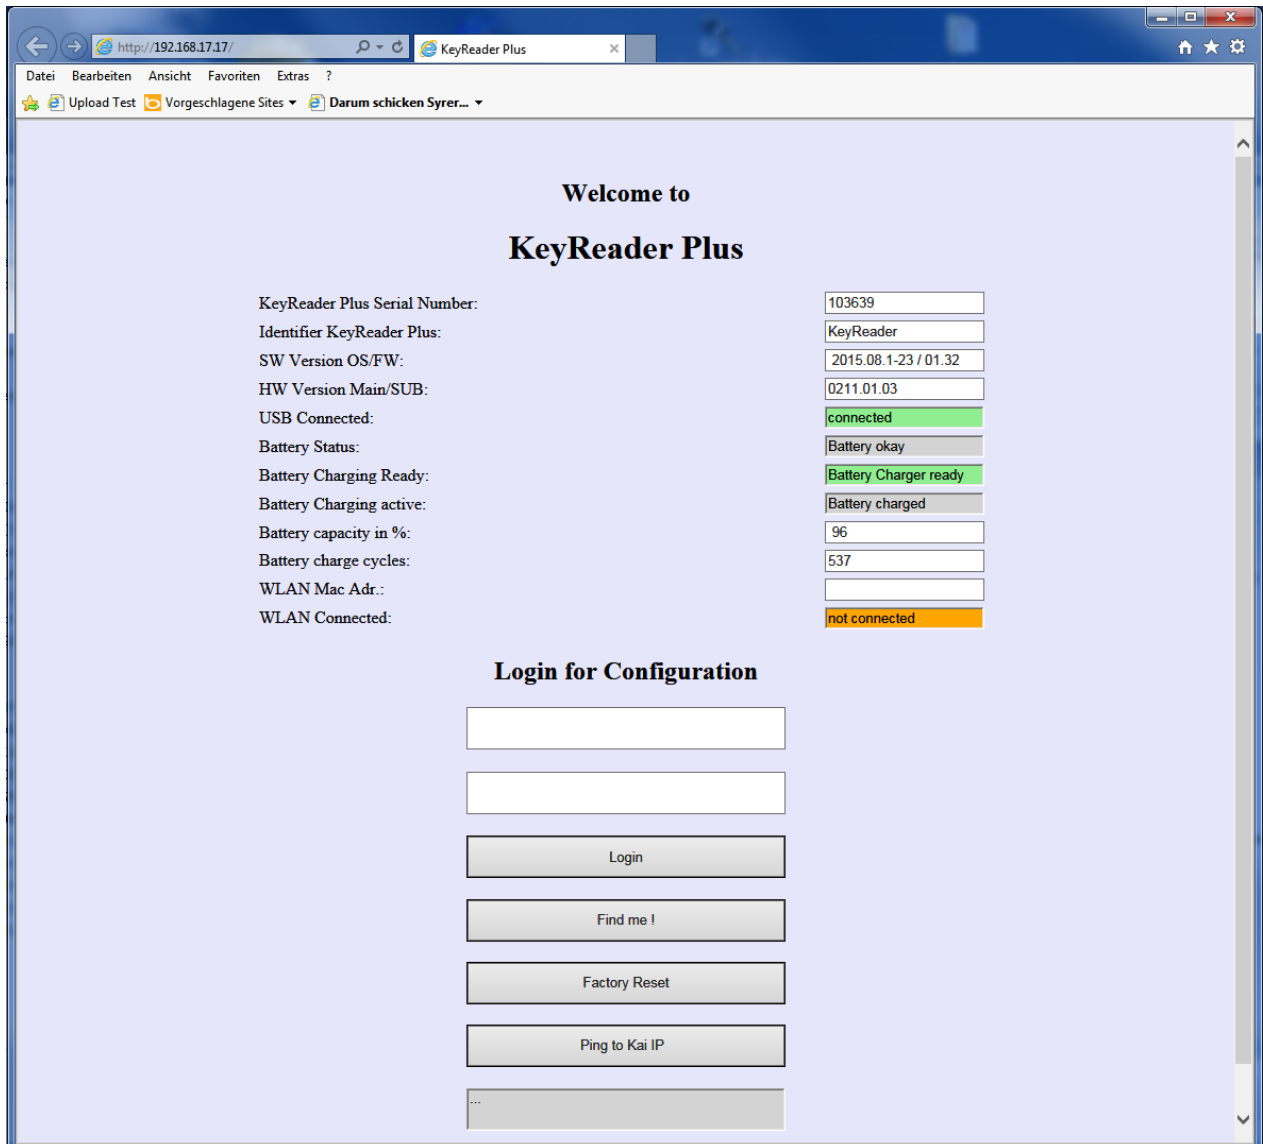 http://192.168.17.17/
KeyReader Plus
Datei Bearbeiten Ansicht Favoriten Extras ?
Upload Test Vorgeschlagene Sites Darum schicken Syrer...
Welcome to
KeyReader Plus
KeyReader Plus Serial Number: 103639
Identifier KeyReader Plus: KeyReader
SW Version OS/FW: 2015.08.1-23 / 01.32
HW Version Main/SUB: 0211.01.03
USB Connected: connected
Battery Status: Battery okay
Battery Charging Ready: Battery Charger ready
Battery Charging active: Battery charged
Battery capacity in %: 96
Battery charge cycles: 537
WLAN Mac Adr.:
WLAN Connected: not connected
Login for Configuration
Login
Find me !
Factory Reset
Ping to Kai IP
...